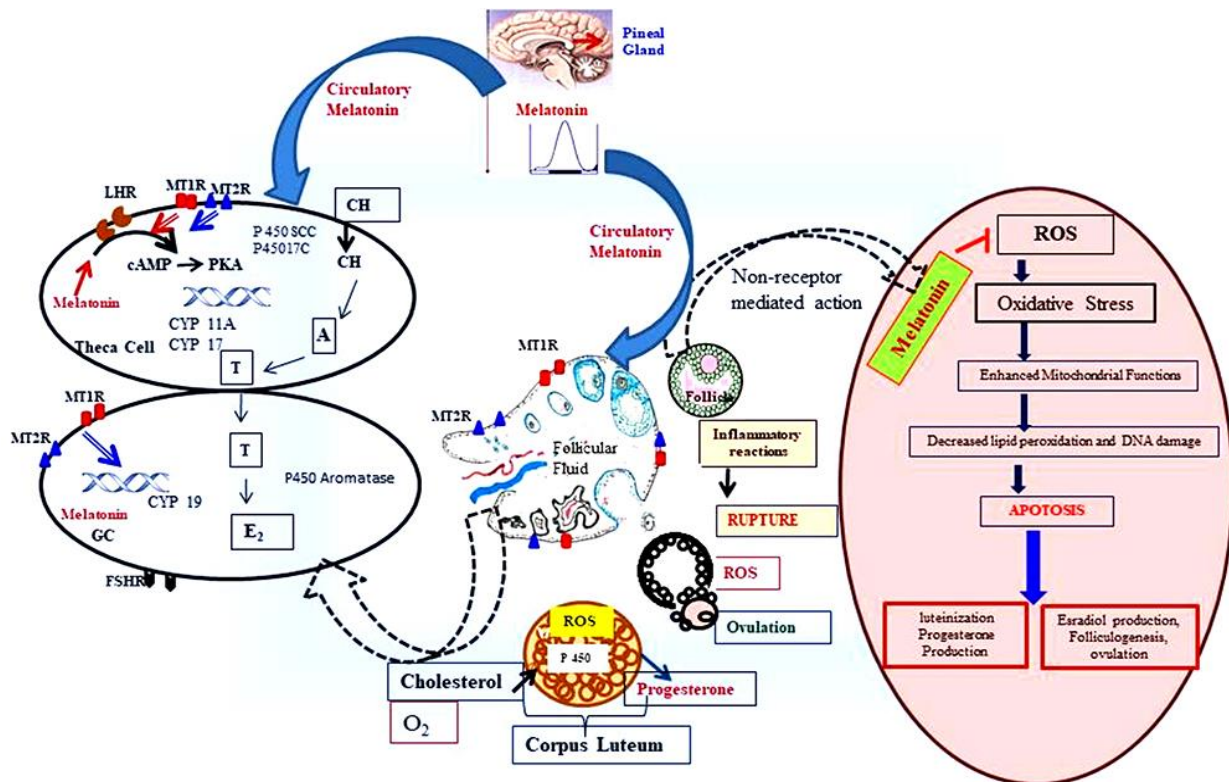 Pineal
Gland
Circulatory
Melatonin
Melatonin
Circulatory
Melatonin
LHR
MT1R
MT2R
CH
P 450SCC
P45017C
CH
cAMP
PKA
Melatonin
CYP 11A
CYP 17
Theca Cell
A
T
MT1R
MT2R
T
P450 Aromatase
CYP 19
Melatonin
GC
E2
FSHR
MT1R
MT2R
Follicular
Fluid
Non-receptor
mediated action
Follicl
Inflammatory
reactions
RUPTURE
ROS
Ovulation
ROS
P 450
Cholesterol
O2
Progesterone
Corpus Luteum
Melatonin
ROS
Oxidative Stress
Enhanced Mitochondrial Functions
Decreased lipid peroxidation and DNA damage
APOTOSIS
luteinization
Progesterone
Production
Esradiol production,
Folliculogenesis,
ovulation